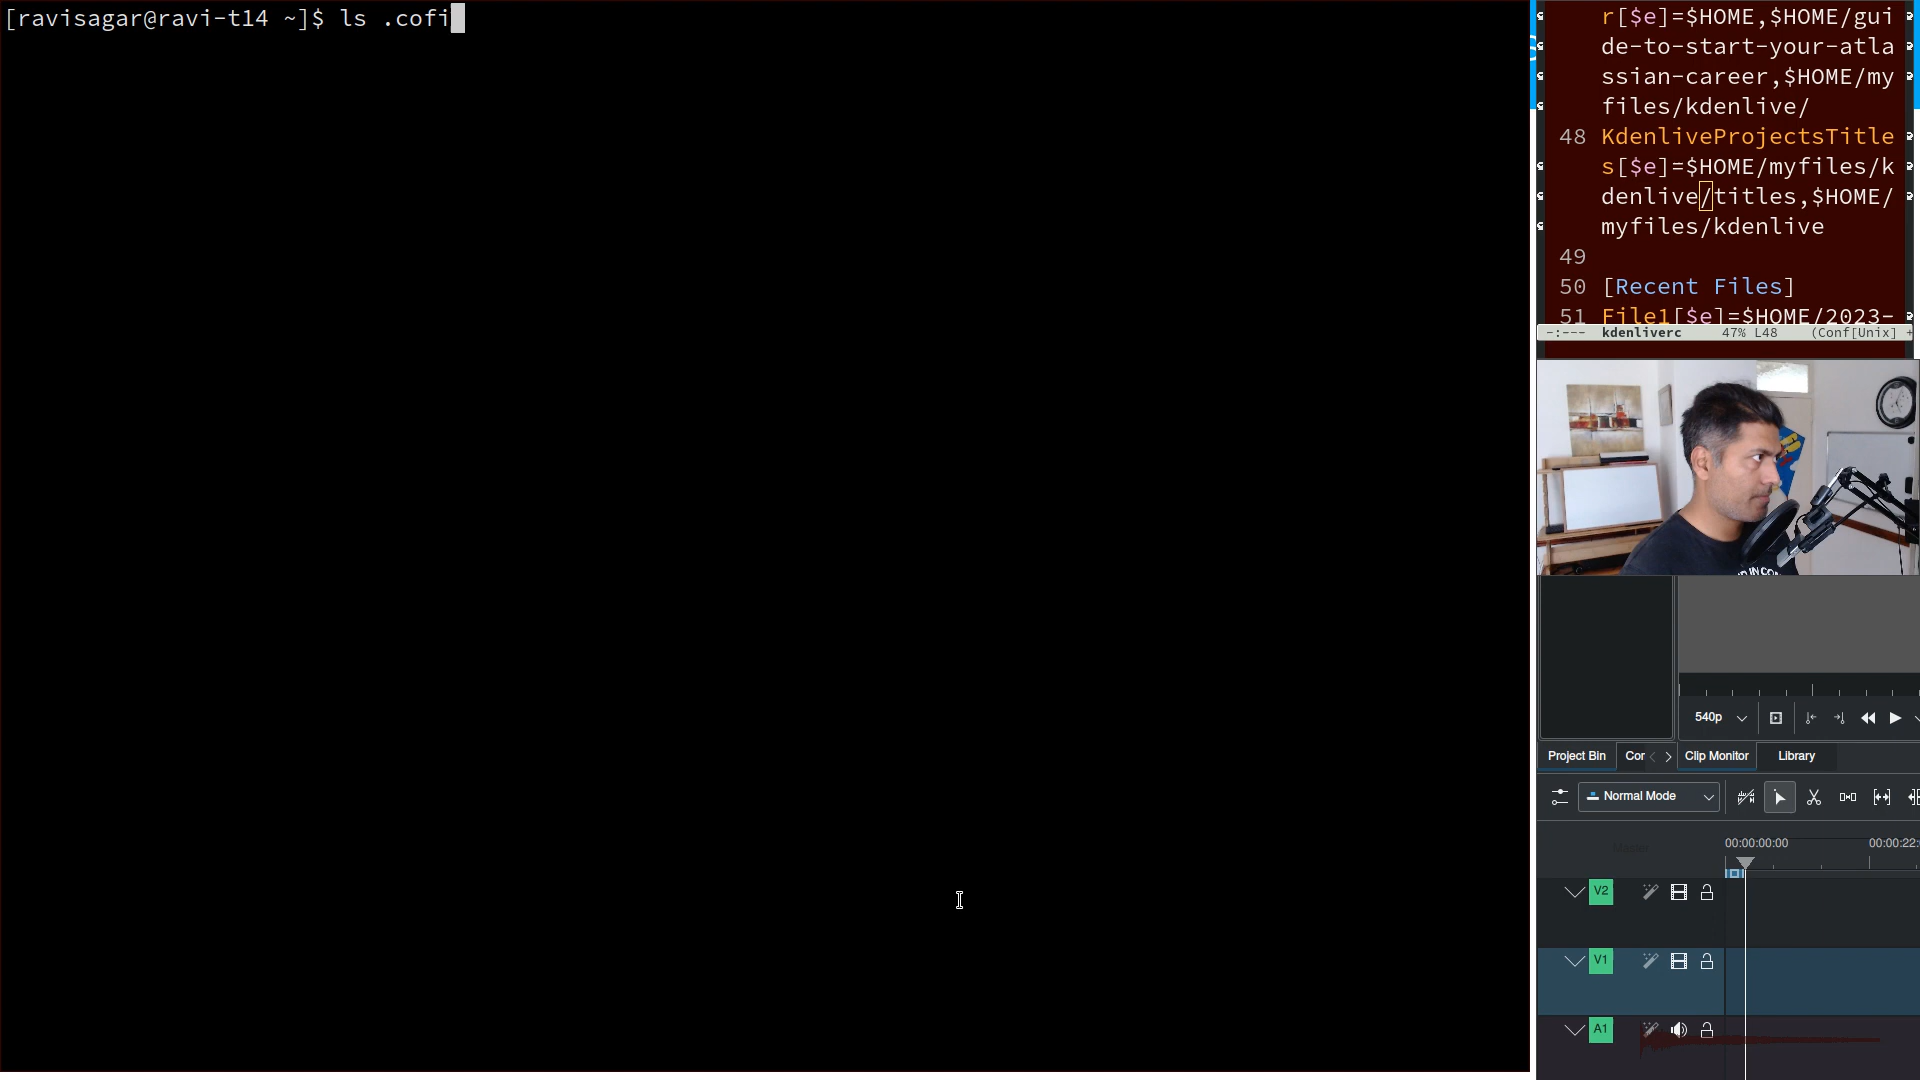 [ravisagar@ravi-t14 ~]$ ls .cofi
r[$e]=$HOME,$HOME/gui
de-to-start-your-atla
ssian-career,$HOME/my
files/kdenlive/
48 KdenliveProjectsTitle
s[$e]=$HOME/myfiles/k
denlive/titles,$HOME/
myfiles/kdenlive
49
50 [Recent Files]
51 File1[$e]=$HOME/2023-
-:--- kdenliverc 47% L48 (Conf[Unix] +
540p
Project Bin Cor Clip Monitor Library
Normal Mode
00:00:00:00 00:00:22:
V2
V1
A1